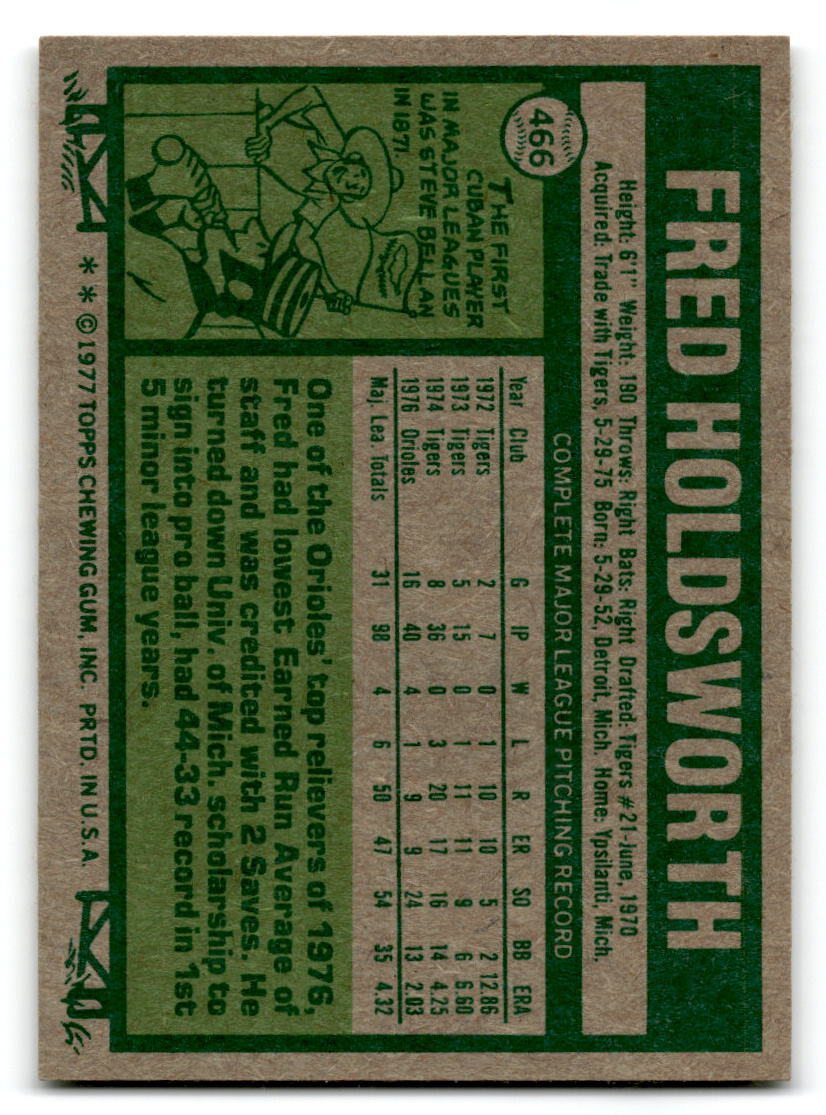 466
FRED HOLDSWORTH
Height: 6'1" Weight: 190 Throws: Right Bats: Right Drafted: Tigers #21-June, 1970
Acquired: Trade with Tigers, 5-29-75 Born: 5-29-52, Detroit, Mich. Home: Ypsilanti, Mich.
COMPLETE MAJOR LEAGUE PITCHING RECORD
Year Club G IP W L R ER SO BB ERA
1972 Tigers 2 7 0 1 10 10 5 2 12.86
1973 Tigers 5 15 0 1 11 11 9 6 6.60
1974 Tigers 8 36 0 3 20 17 16 14 4.25
1976 Orioles 16 40 4 1 9 9 24 13 2.03
Maj. Lea. Totals 31 98 4 6 50 47 54 35 4.32
THE FIRST
CUBAN PLAYER
IN MAJOR LEAGUES
WAS STEVE BELLAN
IN 1871.
One of the Orioles' top relievers of 1976,
Fred had lowest Earned Run Average of
staff and was credited with 2 Saves. He
turned down Univ. of Mich. scholarship to
sign into pro ball, had 44-33 record in 1st
5 minor league years.
* * © 1977 TOPPS CHEWING GUM, INC. PRTD. IN U.S.A.